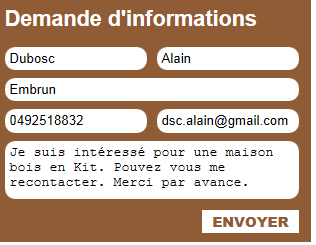 Demande d'informations
Dubosc Alain
Embrun
0492518832 dsc.alain@gmail.com
Je suis intéressé pour une maison
bois en Kit. Pouvez vous me
recontacter. Merci par avance.
ENVOYER